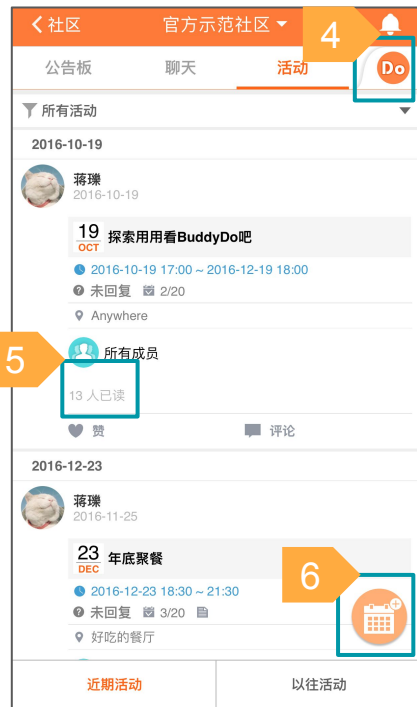 社区 官方示范社区
4
公告板 聊天 活动 Do
所有活动
2016-10-19
蒋瓅
2016-10-19
19 OCT 探索用用看BuddyDo吧
2016-10-19 17:00 ~ 2016-12-19 18:00
未回复 2/20
Anywhere
5
所有成员
13 人已读
赞 评论
2016-12-23
蒋瓅
2016-11-25
23 DEC 年底聚餐
6
2016-12-23 18:30 ~ 21:30
未回复 3/20
好吃的餐厅
近期活动 以往活动